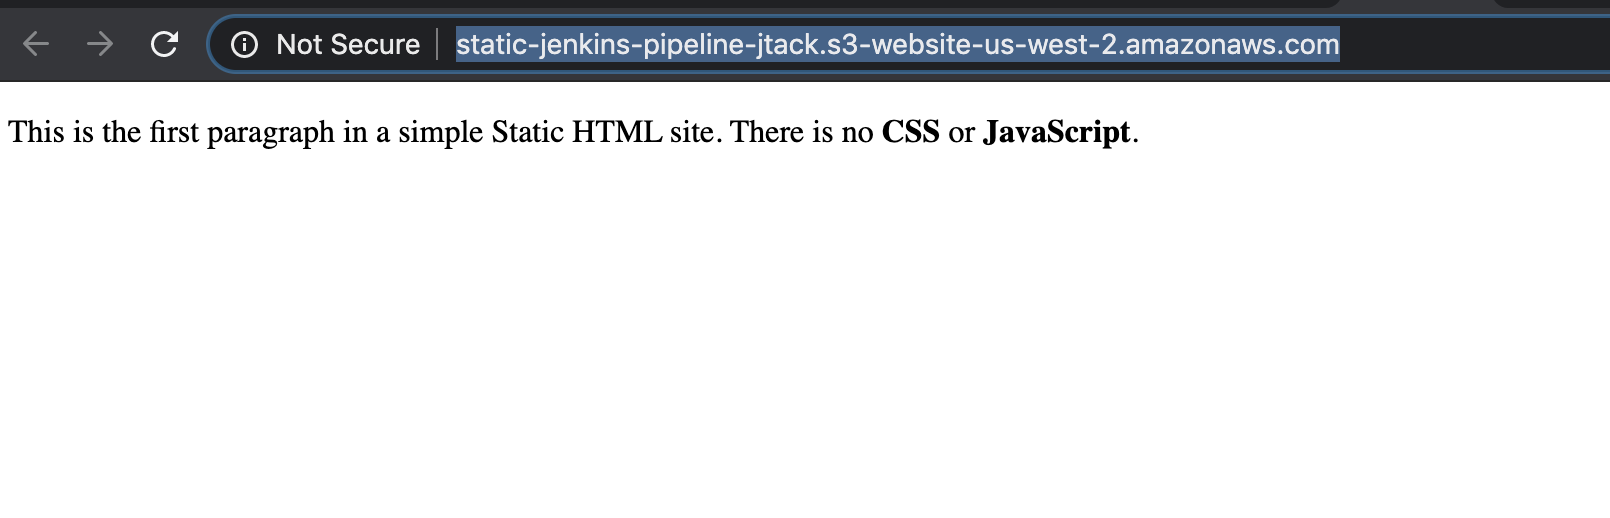 Not Secure | static-jenkins-pipeline-jtack.s3-website-us-west-2.amazonaws.com
This is the first paragraph in a simple Static HTML site. There is no CSS or JavaScript.